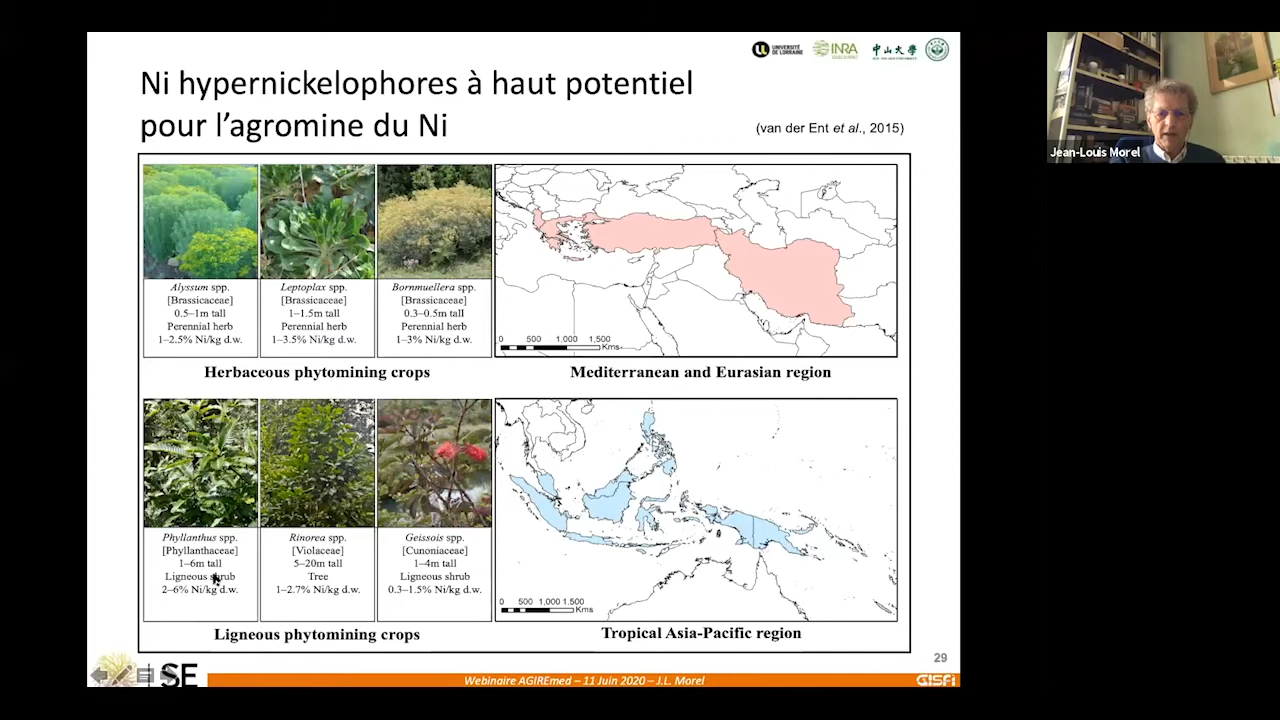 UNIVERSITÉ
DE LORRAINE
INRA
中山大學
Ni hypernickelophores à haut potentiel
pour l’agromine du Ni
(van der Ent et al., 2015)
Jean-Louis Morel
Alyssum spp.
[Brassicaceae]
0.5–1m tall
Perennial herb
1–2.5% Ni/kg d.w.
Leptoplax spp.
[Brassicaceae]
1–1.5m tall
Perennial herb
1–3.5% Ni/kg d.w.
Bornmuellera spp.
[Brassicaceae]
0.3–0.5m tall
Perennial herb
1–3% Ni/kg d.w.
0 500 1,000 1,500
Kms
Herbaceous phytomining crops
Mediterranean and Eurasian region
Phyllanthus spp.
[Phyllanthaceae]
1–6m tall
Ligneous shrub
2–6% Ni/kg d.w.
Rinorea spp.
[Violaceae]
5–20m tall
Tree
1–2.7% Ni/kg d.w.
Geissois spp.
[Cunoniaceae]
1–4m tall
Ligneous shrub
0.3–1.5% Ni/kg d.w.
0 500 1,000 1.500
Kms
Ligneous phytomining crops
Tropical Asia-Pacific region
29
SE
Webinaire AGIREmed – 11 Juin 2020 – J.L. Morel
GISFI